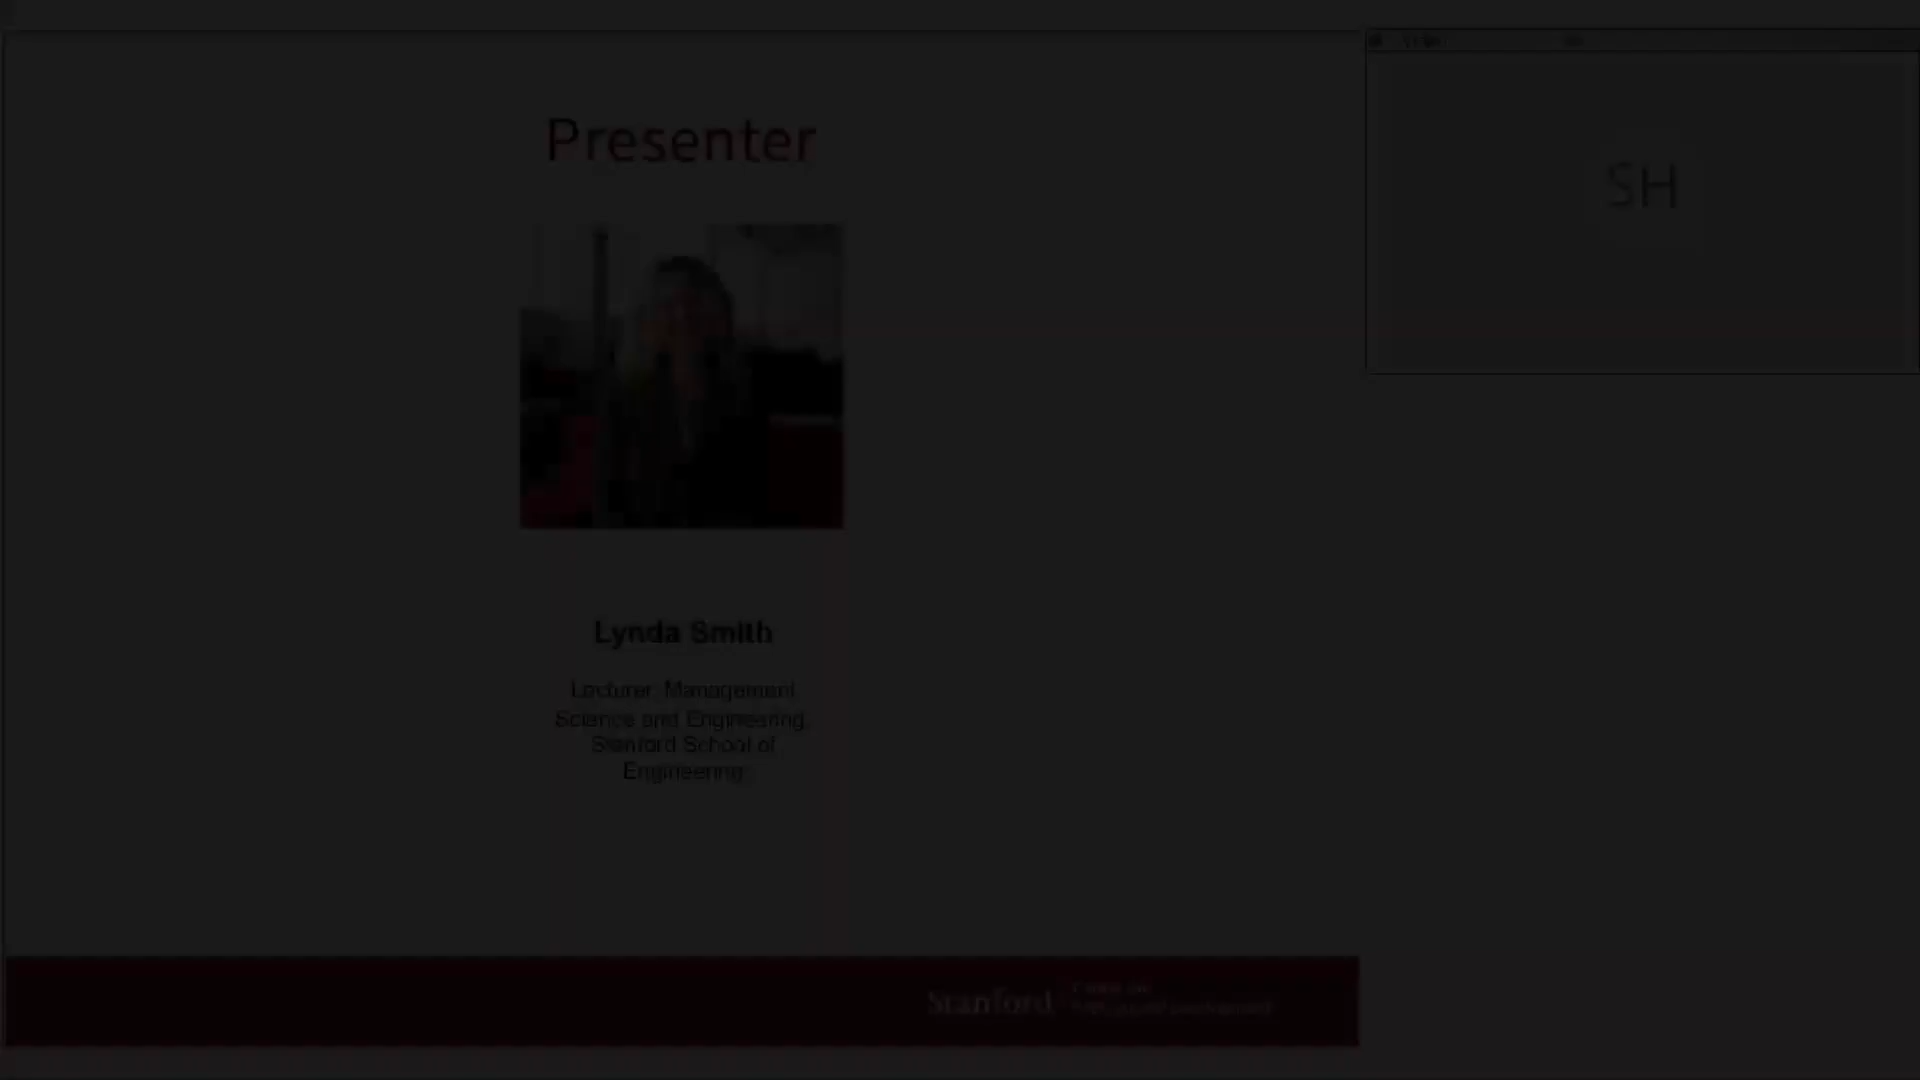 Presenter
SH
Lynda Smith
Lecturer, Management
Science and Engineering,
Stanford School of
Engineering
Stanford